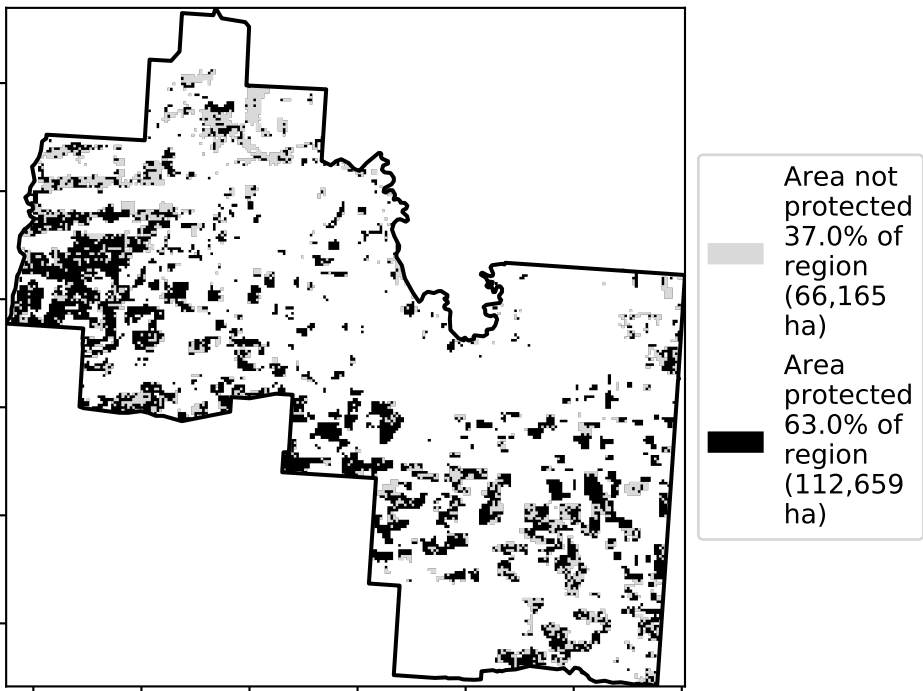 Area not
protected
37.0% of
region
(66,165
ha)
Area
protected
63.0% of
region
(112,659
ha)